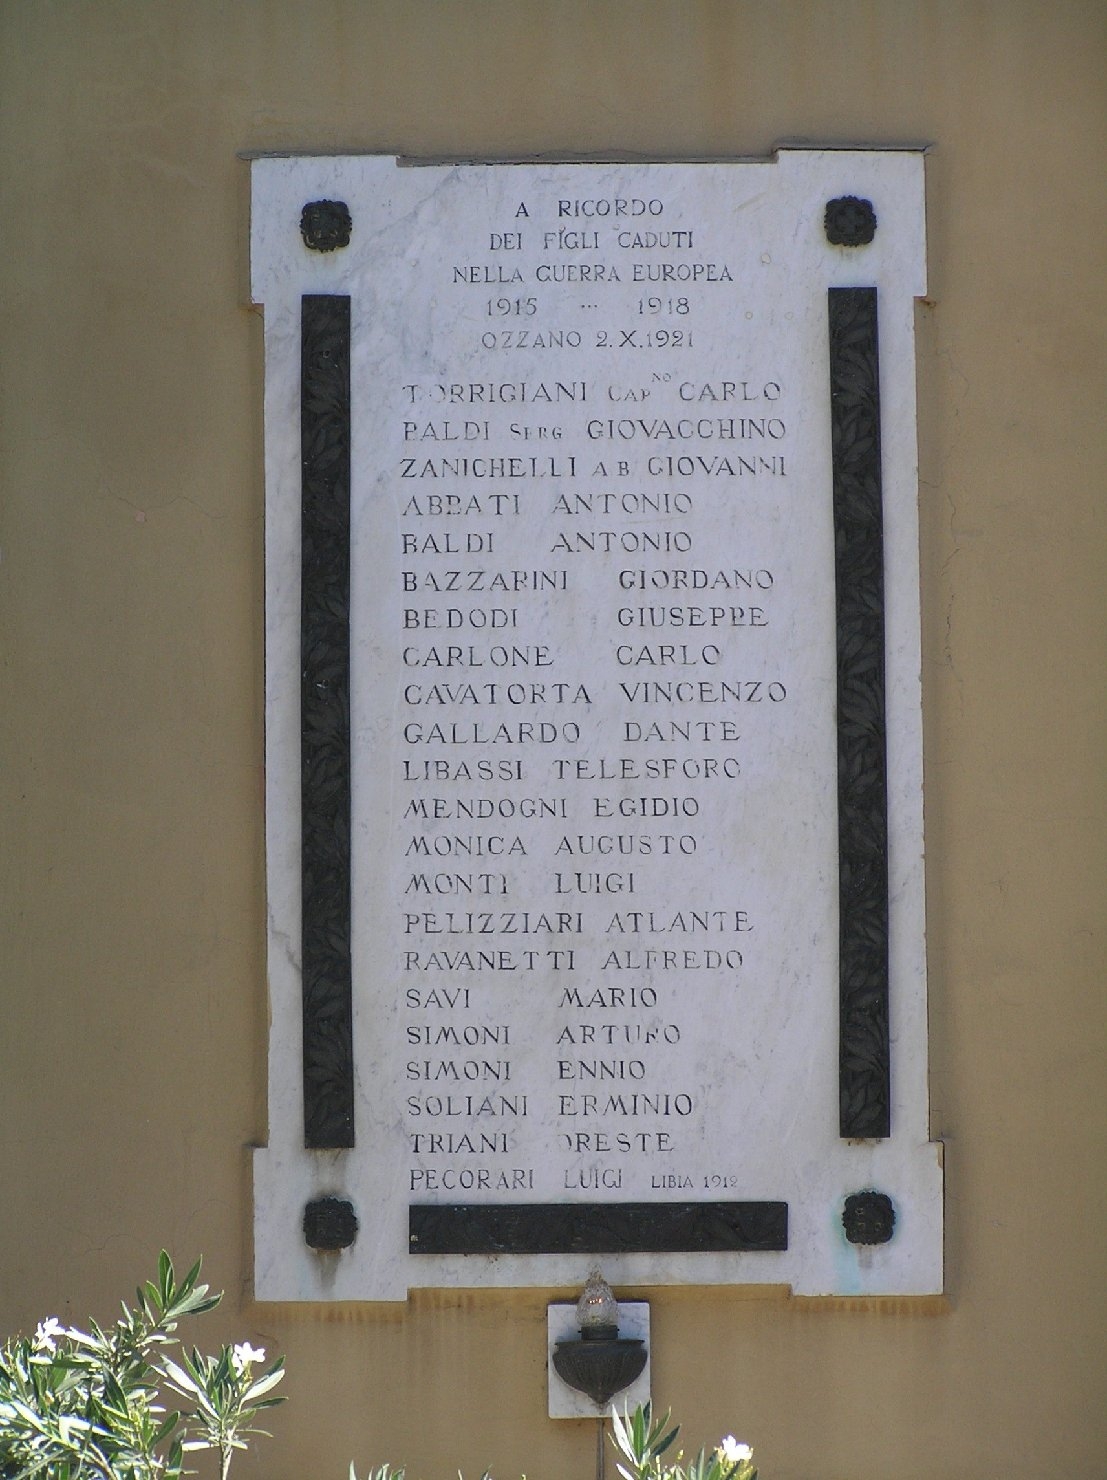 A RICORDO
DEI FIGLI CADUTI
NELLA GUERRA EUROPEA
1915 ... 1918
OZZANO 2.X.1921
TORRIGIANI CAP.NO CARLO
BALDI SERG GIOVACCHINO
ZANICHELLI AB GIOVANNI
ABBATI ANTONIO
BALDI ANTONIO
BAZZARINI GIORDANO
BEDODI GIUSEPPE
CARLONE CARLO
CAVATORTA VINCENZO
GALLARDO DANTE
LIBASSI TELESFORO
MENDOGNI EGIDIO
MONICA AUGUSTO
MONTI LUIGI
PELIZZIARI ATLANTE
RAVANETTI ALFREDO
SAVI MARIO
SIMONI ARTURO
SIMONI ENNIO
SOLIANI ERMINIO
TRIANI ORESTE
PECORARI LUIGI LIBIA 1912